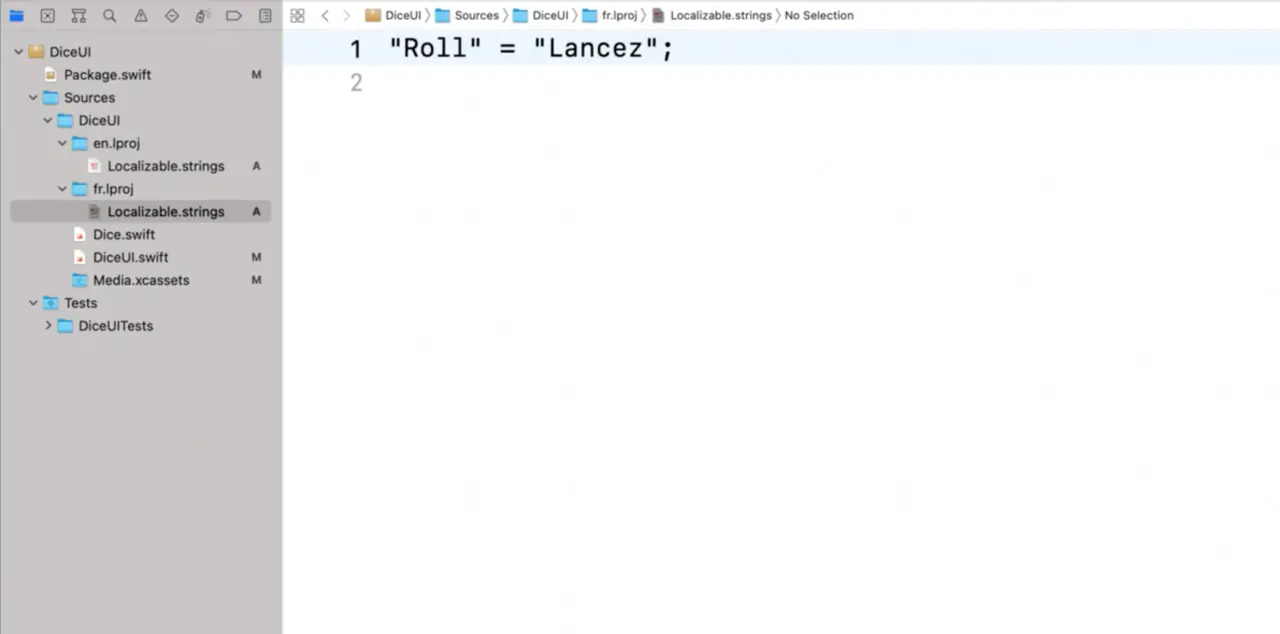 DiceUI
Package.swift M
Sources
DiceUI
en.lproj
Localizable.strings A
fr.lproj
Localizable.strings A
Dice.swift
DiceUI.swift M
Media.xcassets M
Tests
DiceUITests
DiceUI Sources DiceUI fr.lproj Localizable.strings No Selection
1 "Roll" = "Lancez";
2